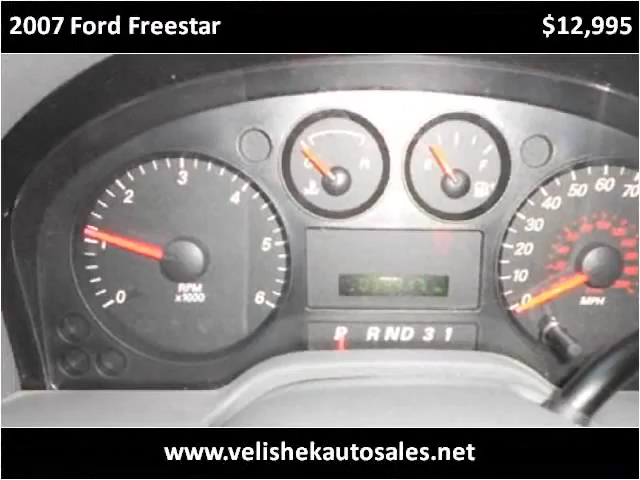 2007 Ford Freestar $12,995
3
2 4
1 5
0 6
RPM
x1000
C H
E F
P R N D 3 1
70
60
50
40
30
20
10
0
MPH
www.velishekautosales.net